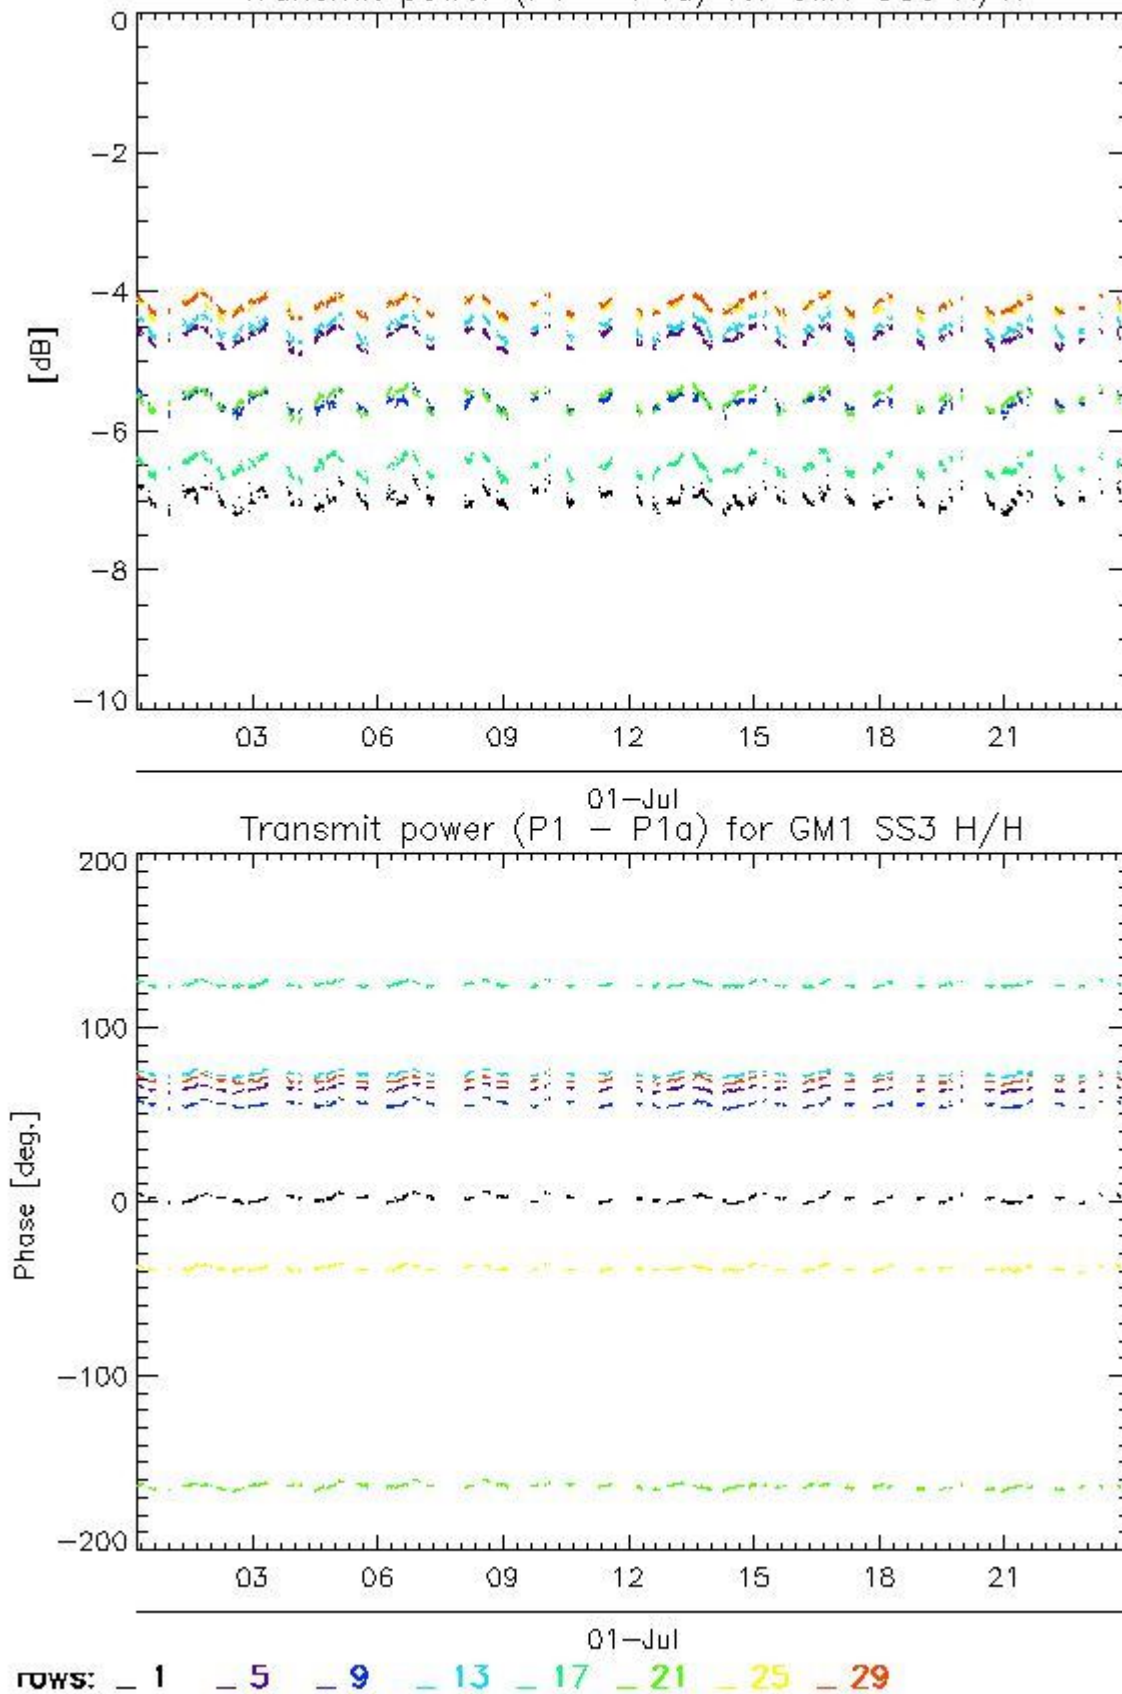 0
−2
−4
−6
−8
−10
[dB]
03 06 09 12 15 18 21
01−Jul
Transmit power (P1 − P1a) for GM1 SS3 H/H
200
100
0
−100
−200
Phase [deg.]
03 06 09 12 15 18 21
01−Jul
rows: _ 1 _ 5 _ 9 _ 13 _ 17 _ 21 _ 25 _ 29